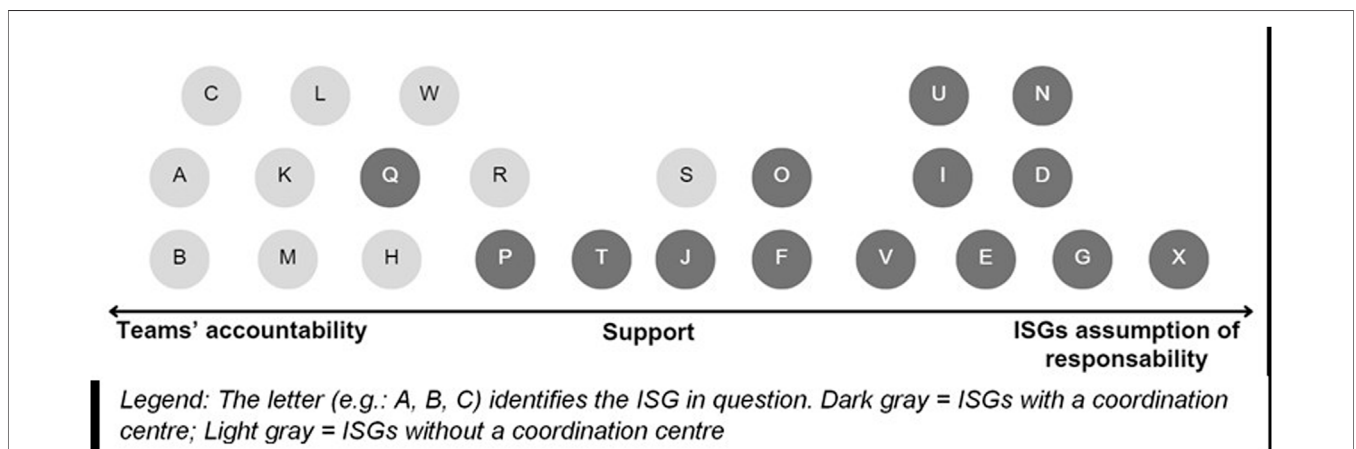 C L W U N
A K Q R S O I D
B M H P T J F V E G X
Teams' accountability Support ISGs assumption of
responsability
Legend: The letter (e.g.: A, B, C) identifies the ISG in question. Dark gray = ISGs with a coordination
centre; Light gray = ISGs without a coordination centre